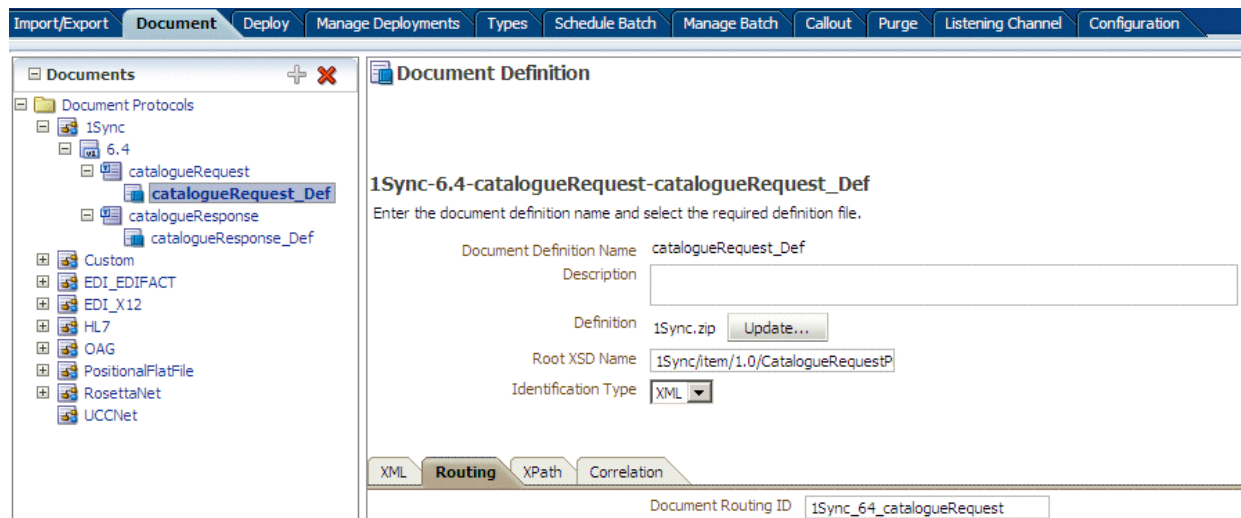 Import/Export Document Deploy Manage Deployments Types Schedule Batch Manage Batch Callout Purge Listening Channel Configuration
Documents
Document Protocols
1Sync
v1 6.4
catalogueRequest
catalogueRequest_Def
catalogueResponse
catalogueResponse_Def
Custom
EDI_EDIFACT
EDI_X12
HL7
OAG
PositionalFlatFile
RosettaNet
UCCNet
Document Definition
1Sync-6.4-catalogueRequest-catalogueRequest_Def
Enter the document definition name and select the required definition file.
Document Definition Name catalogueRequest_Def
Description
Definition 1Sync.zip Update...
Root XSD Name 1Sync/item/1.0/CatalogueRequestP
Identification Type XML
XML Routing XPath Correlation
Document Routing ID 1Sync_64_catalogueRequest